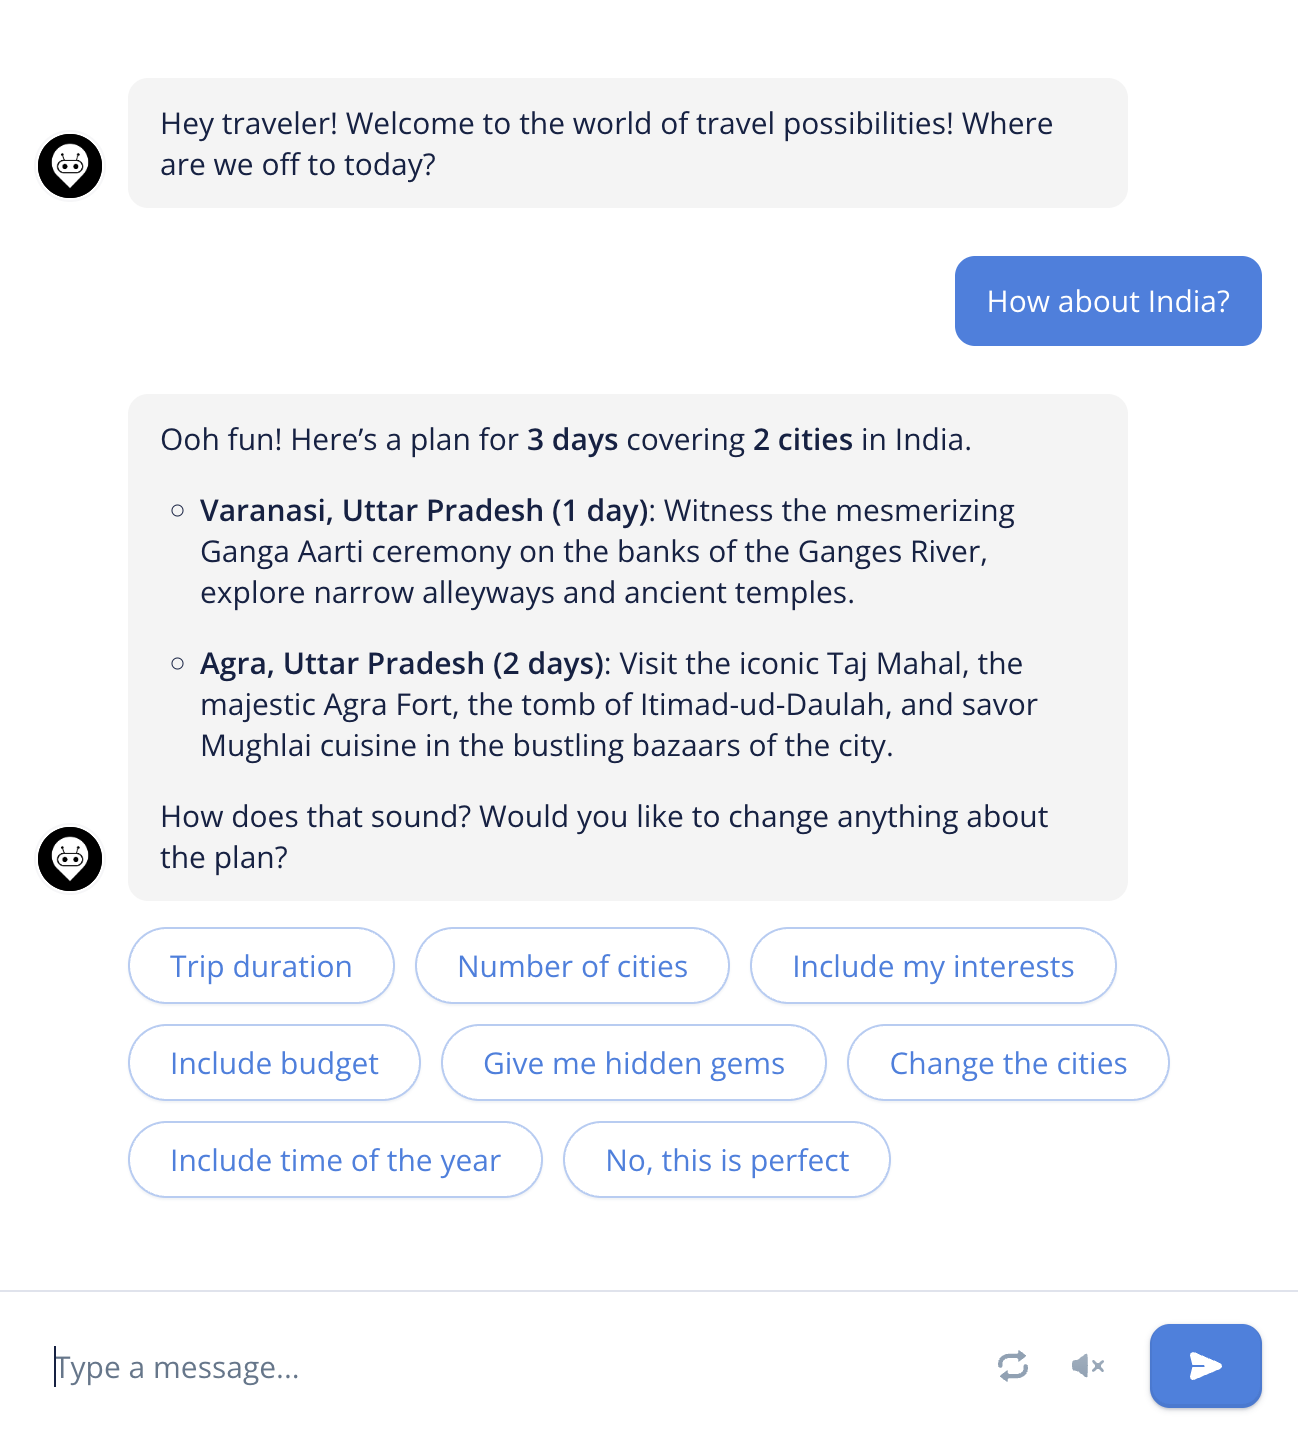 Hey traveler! Welcome to the world of travel possibilities! Where
are we off to today?
How about India?
Ooh fun! Here’s a plan for 3 days covering 2 cities in India.
Varanasi, Uttar Pradesh (1 day): Witness the mesmerizing
Ganga Aarti ceremony on the banks of the Ganges River,
explore narrow alleyways and ancient temples.
Agra, Uttar Pradesh (2 days): Visit the iconic Taj Mahal, the
majestic Agra Fort, the tomb of Itimad-ud-Daulah, and savor
Mughlai cuisine in the bustling bazaars of the city.
How does that sound? Would you like to change anything about
the plan?
Trip duration
Number of cities
Include my interests
Include budget
Give me hidden gems
Change the cities
Include time of the year
No, this is perfect
Type a message...